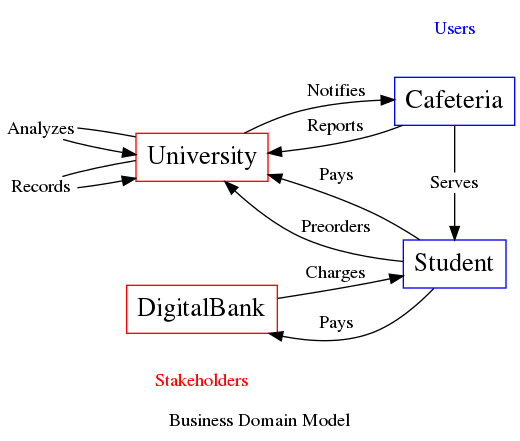 Users
Notifies
Cafeteria
Reports
Analyzes
University
Pays
Serves
Records
Preorders
Student
Charges
DigitalBank
Pays
Stakeholders
Business Domain Model